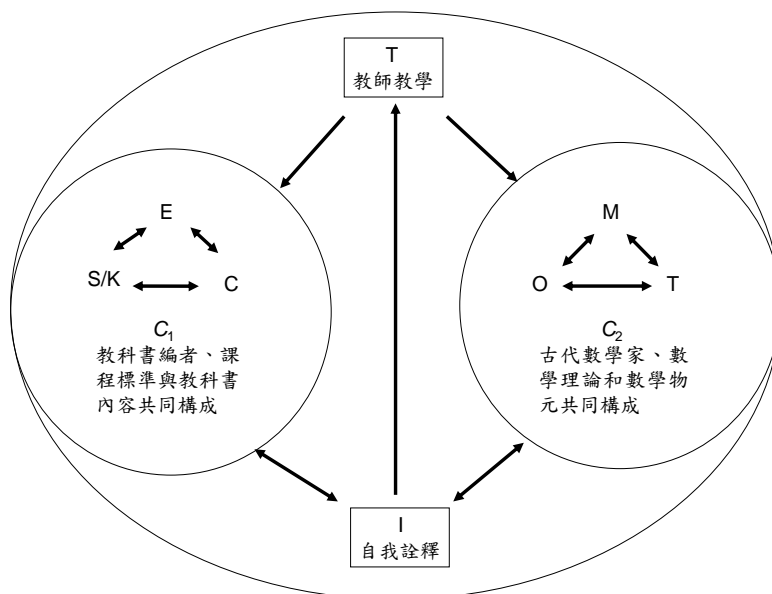 T
教師教學
E
S/K
C
C1
教科書編者、課
程標準與教科書
內容共同構成
M
O
T
C2
古代數學家、數
學理論和數學物
元共同構成
I
自我詮釋